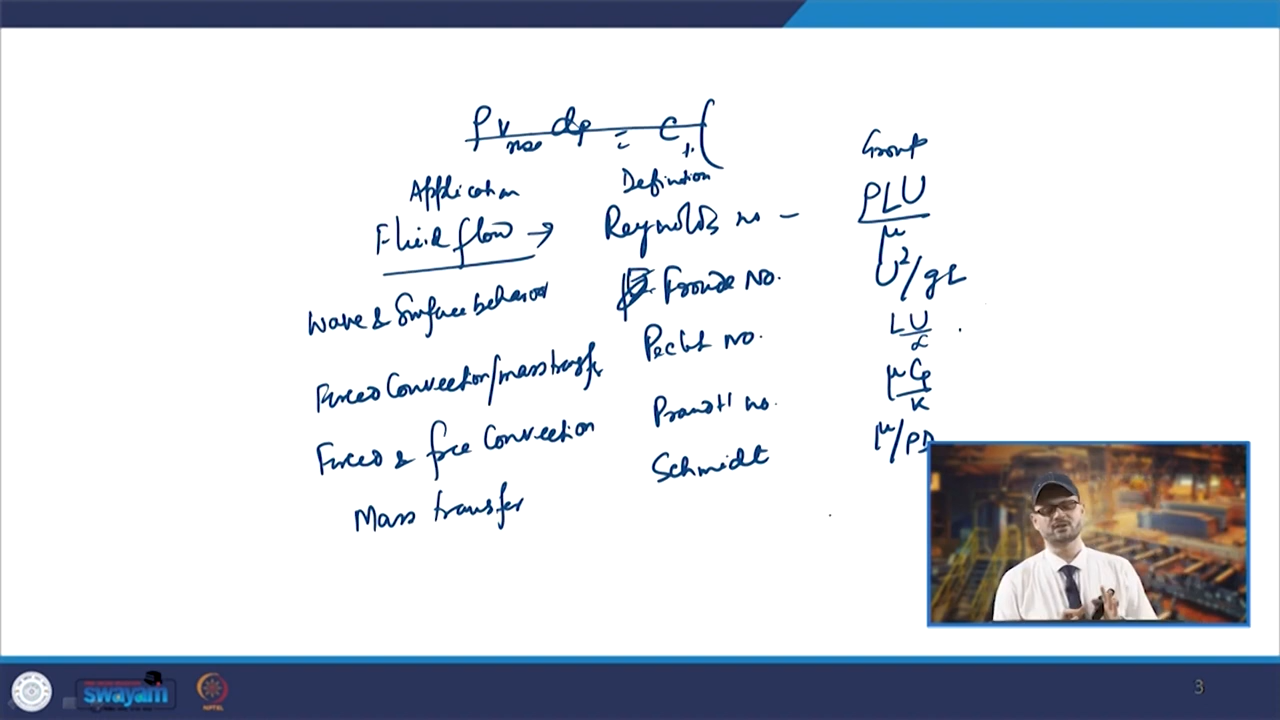 Application Definition Group
Fluid flow → Reynolds no - ρLU/μ
Wave & Surface behavior Froude No. U²/gL
Forced Convection/mass transfr Peclet no. LU/α
Forced & free Convection Prandtl no. μCp/K
Mass transfer Schmidt μ/ρD
swayam
3